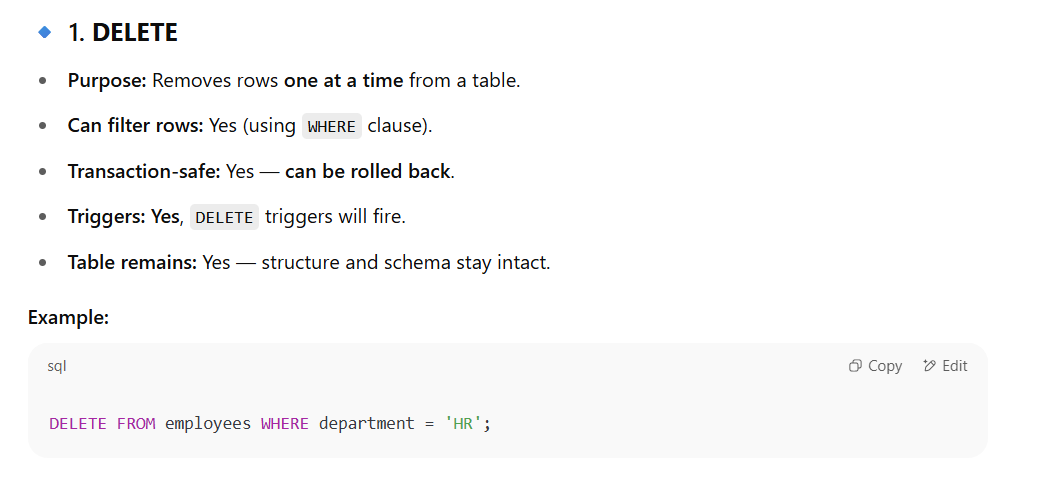 1. DELETE
Purpose: Removes rows one at a time from a table.
Can filter rows: Yes (using WHERE clause).
Transaction-safe: Yes — can be rolled back.
Triggers: Yes, DELETE triggers will fire.
Table remains: Yes — structure and schema stay intact.
Example:
sql Copy Edit
DELETE FROM employees WHERE department = 'HR';